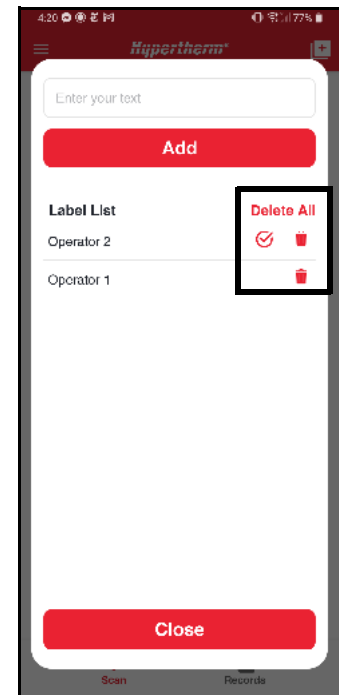 4:20 77%
Hypertherm
Enter your text
Add
Label List Delete All
Operator 2
Operator 1
Close
Scan Records